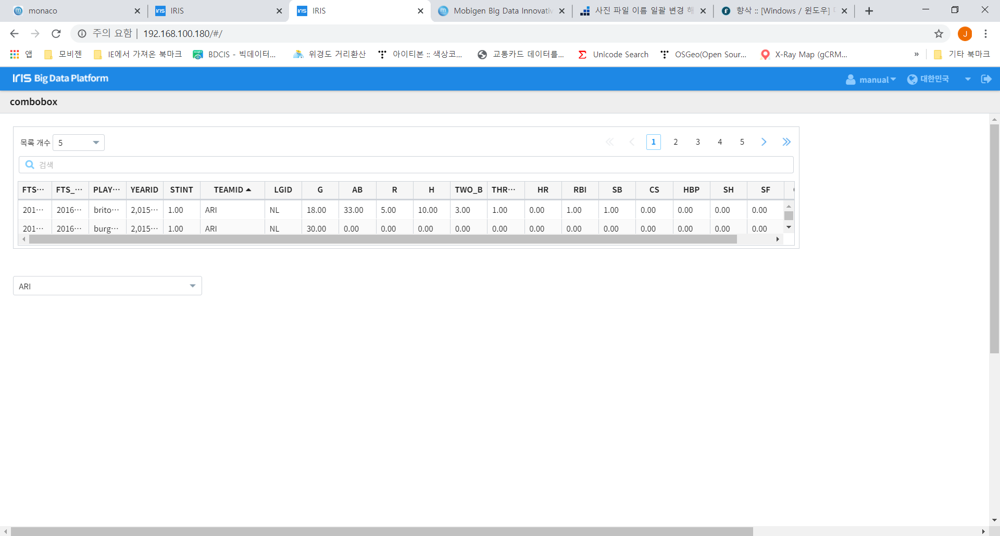 monaco
IRIS
IRIS
Mobigen Big Data Innovativ
사진 파일 이름 일괄 변경 해
향삭 :: [Windows / 윈도우]
주의 요함 | 192.168.100.180/#/
J
앱
모비젠
IE에서 가져온 북마크
BDCIS - 빅데이터...
위경도 거리환산
아이티본 :: 색상코...
교통카드 데이터를...
Unicode Search
OSGeo(Open Sour...
X-Ray Map (gCRM...
»
기타 북마크
IRIS Big Data Platform
manual
대한민국
combobox
목록 개수 5
1 2 3 4 5
검색
FTS··· FTS_··· PLAY··· YEARID STINT TEAMID LGID G AB R H TWO_B THR··· HR RBI SB CS HBP SH SF
201··· 2016··· brito··· 2,015··· 1.00 ARI NL 18.00 33.00 5.00 10.00 3.00 1.00 0.00 1.00 1.00 0.00 0.00 0.00 0.00
201··· 2016··· burg··· 2,015··· 1.00 ARI NL 30.00 0.00 0.00 0.00 0.00 0.00 0.00 0.00 0.00 0.00 0.00 0.00 0.00
ARI